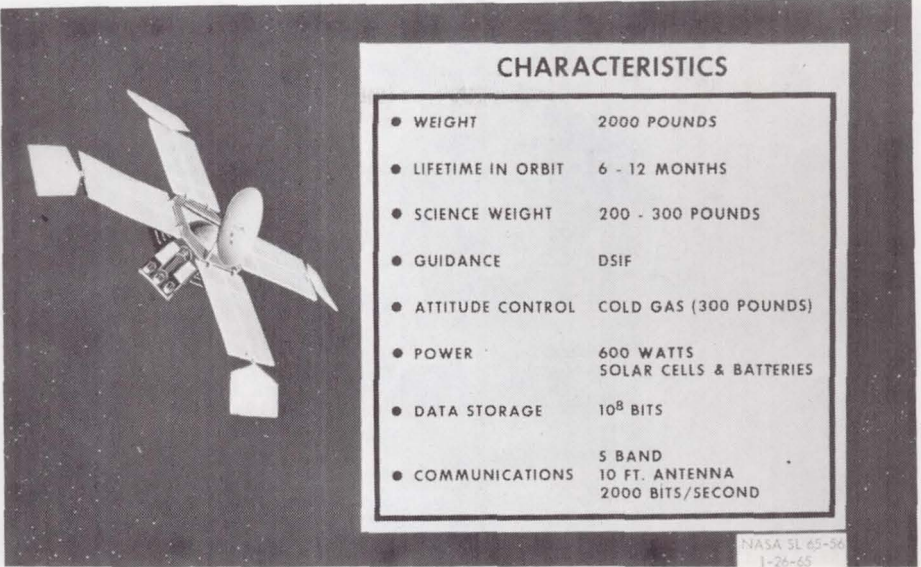 CHARACTERISTICS
● WEIGHT 2000 POUNDS
● LIFETIME IN ORBIT 6 - 12 MONTHS
● SCIENCE WEIGHT 200 - 300 POUNDS
● GUIDANCE DSIF
● ATTITUDE CONTROL COLD GAS (300 POUNDS)
● POWER 600 WATTS
SOLAR CELLS & BATTERIES
● DATA STORAGE 10⁸ BITS
S BAND
● COMMUNICATIONS 10 FT. ANTENNA
2000 BITS/SECOND
NASA SL 65-56
1-26-65